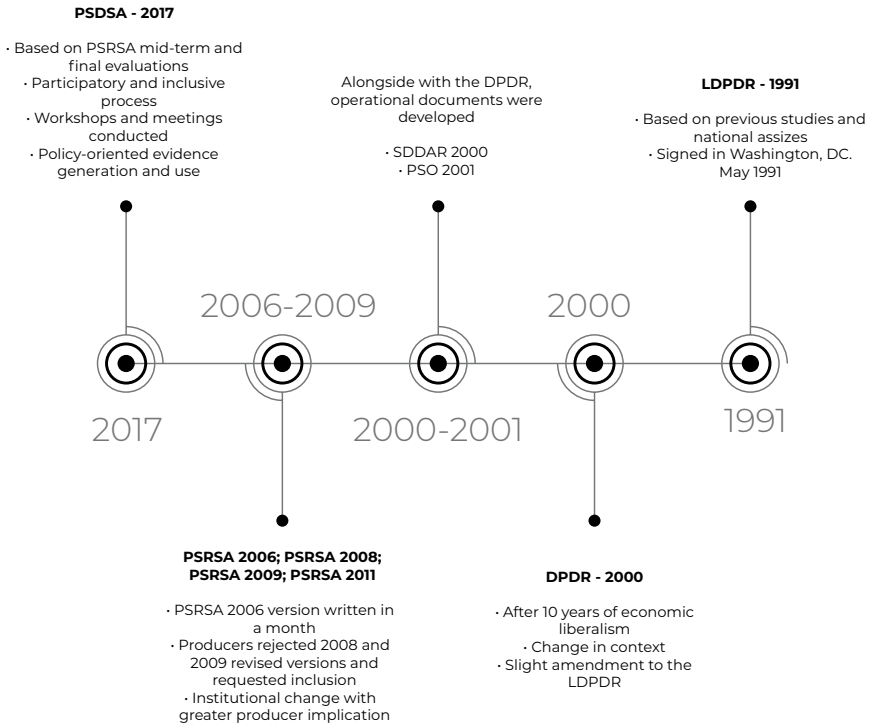 PSDSA - 2017
· Based on PSRSA mid-term and
final evaluations
· Participatory and inclusive
process
· Workshops and meetings
conducted
· Policy-oriented evidence
generation and use
Alongside with the DPDR,
operational documents were
developed
· SDDAR 2000
· PSO 2001
LDPDR - 1991
· Based on previous studies and
national assizes
· Signed in Washington, DC.
May 1991
2006-2009
2000
2017
2000-2001
1991
PSRSA 2006; PSRSA 2008;
PSRSA 2009; PSRSA 2011
· PSRSA 2006 version written in
a month
· Producers rejected 2008 and
2009 revised versions and
requested inclusion
· Institutional change with
greater producer implication
DPDR - 2000
· After 10 years of economic
liberalism
· Change in context
· Slight amendment to the
LDPDR